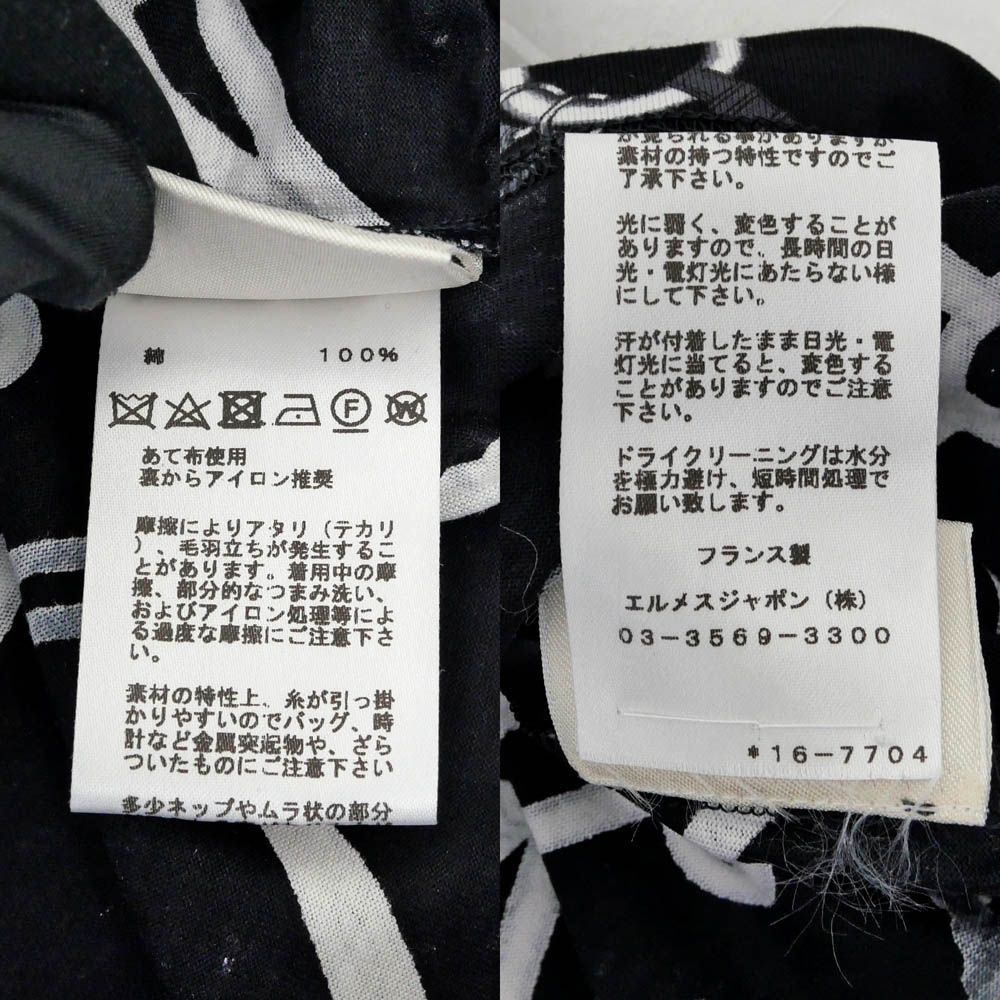 綿 100%
F W
あて布使用
裏からアイロン推奨
摩擦によりアタリ（テカリ
）、毛羽立ちが発生するこ
とがあります。着用中の摩
擦、部分的なつまみ洗い、
およびアイロン処理等によ
る過度な摩擦にご注意下さ
い。
素材の特性上、糸が引っ掛
かりやすいのでバッグ、時
計など金属突起物や、ざら
ついたものにご注意下さい
多少ネップやムラ状の部分
が見られる事がありますが
素材の持つ特性ですのでご
了承下さい。
光に弱く、変色することが
ありますので、長時間の日
光・電灯光にあたらない様
にして下さい。
汗が付着したまま日光・電
灯光に当てると、変色する
ことがありますのでご注意
下さい。
ドライクリーニングは水分
を極力避け、短時間処理で
お願い致します。
フランス製
エルメスジャポン（株）
03-3569-3300
*16-7704